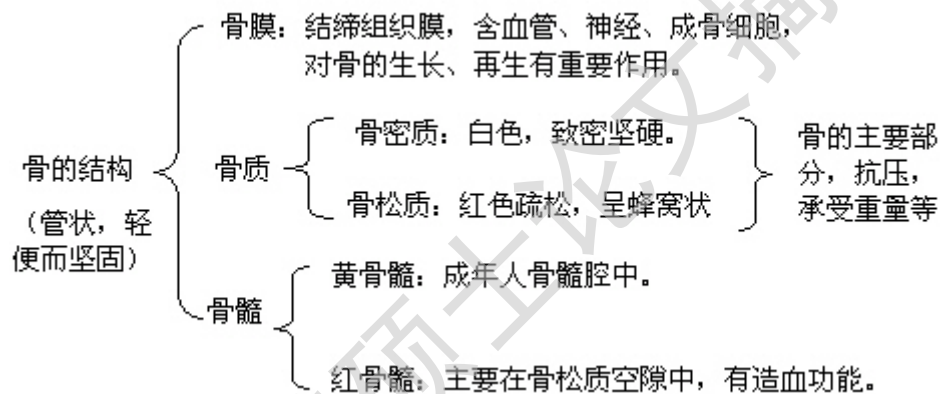 骨膜：结缔组织膜，含血管、神经、成骨细胞，
对骨的生长、再生有重要作用。
骨的结构
（管状，轻
便而坚固）
骨质
骨密质：白色，致密坚硬。
骨松质：红色疏松，呈蜂窝状
骨的主要部
分，抗压，
承受重量等
骨髓
黄骨髓：成年人骨髓腔中。
红骨髓：主要在骨松质空隙中，有造血功能。
硕士论文摘